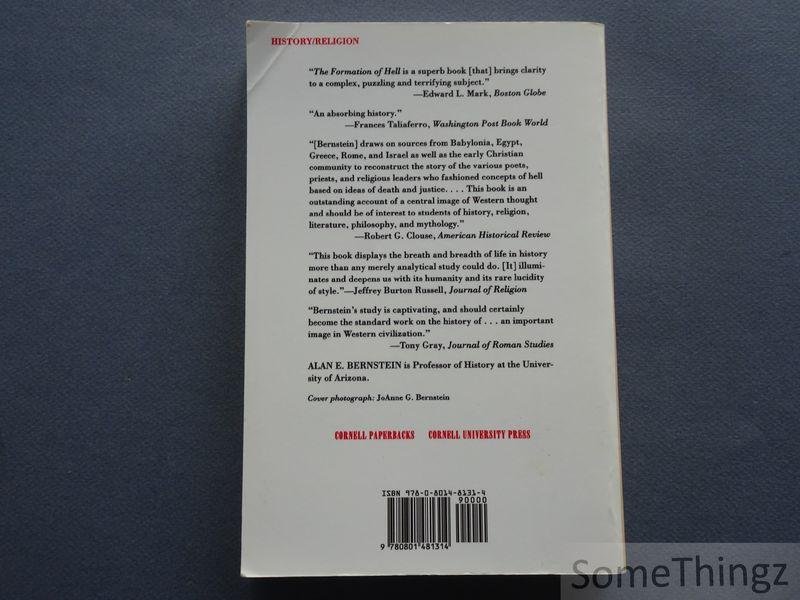 HISTORY/RELIGION
“The Formation of Hell is a superb book [that] brings clarity
to a complex, puzzling and terrifying subject.”
—Edward L. Mark, Boston Globe
“An absorbing history.”
—Frances Taliaferro, Washington Post Book World
“[Bernstein] draws on sources from Babylonia, Egypt,
Greece, Rome, and Israel as well as the early Christian
community to reconstruct the story of the various poets,
priests, and religious leaders who fashioned concepts of hell
based on ideas of death and justice. . . . This book is an
outstanding account of a central image of Western thought
and should be of interest to students of history, religion,
literature, philosophy, and mythology.”
—Robert G. Clouse, American Historical Review
“This book displays the breath and breadth of life in history
more than any merely analytical study could do. [It] illumi-
nates and deepens us with its humanity and its rare lucidity
of style.”—Jeffrey Burton Russell, Journal of Religion
“Bernstein's study is captivating, and should certainly
become the standard work on the history of . . . an important
image in Western civilization.”
—Tony Gray, Journal of Roman Studies
ALAN E. BERNSTEIN is Professor of History at the Univer-
sity of Arizona.
Cover photograph: JoAnne G. Bernstein
CORNELL PAPERBACKS CORNELL UNIVERSITY PRESS
ISBN 978-0-8014-8131-4
90000
9 780801 481314
SomeThingz